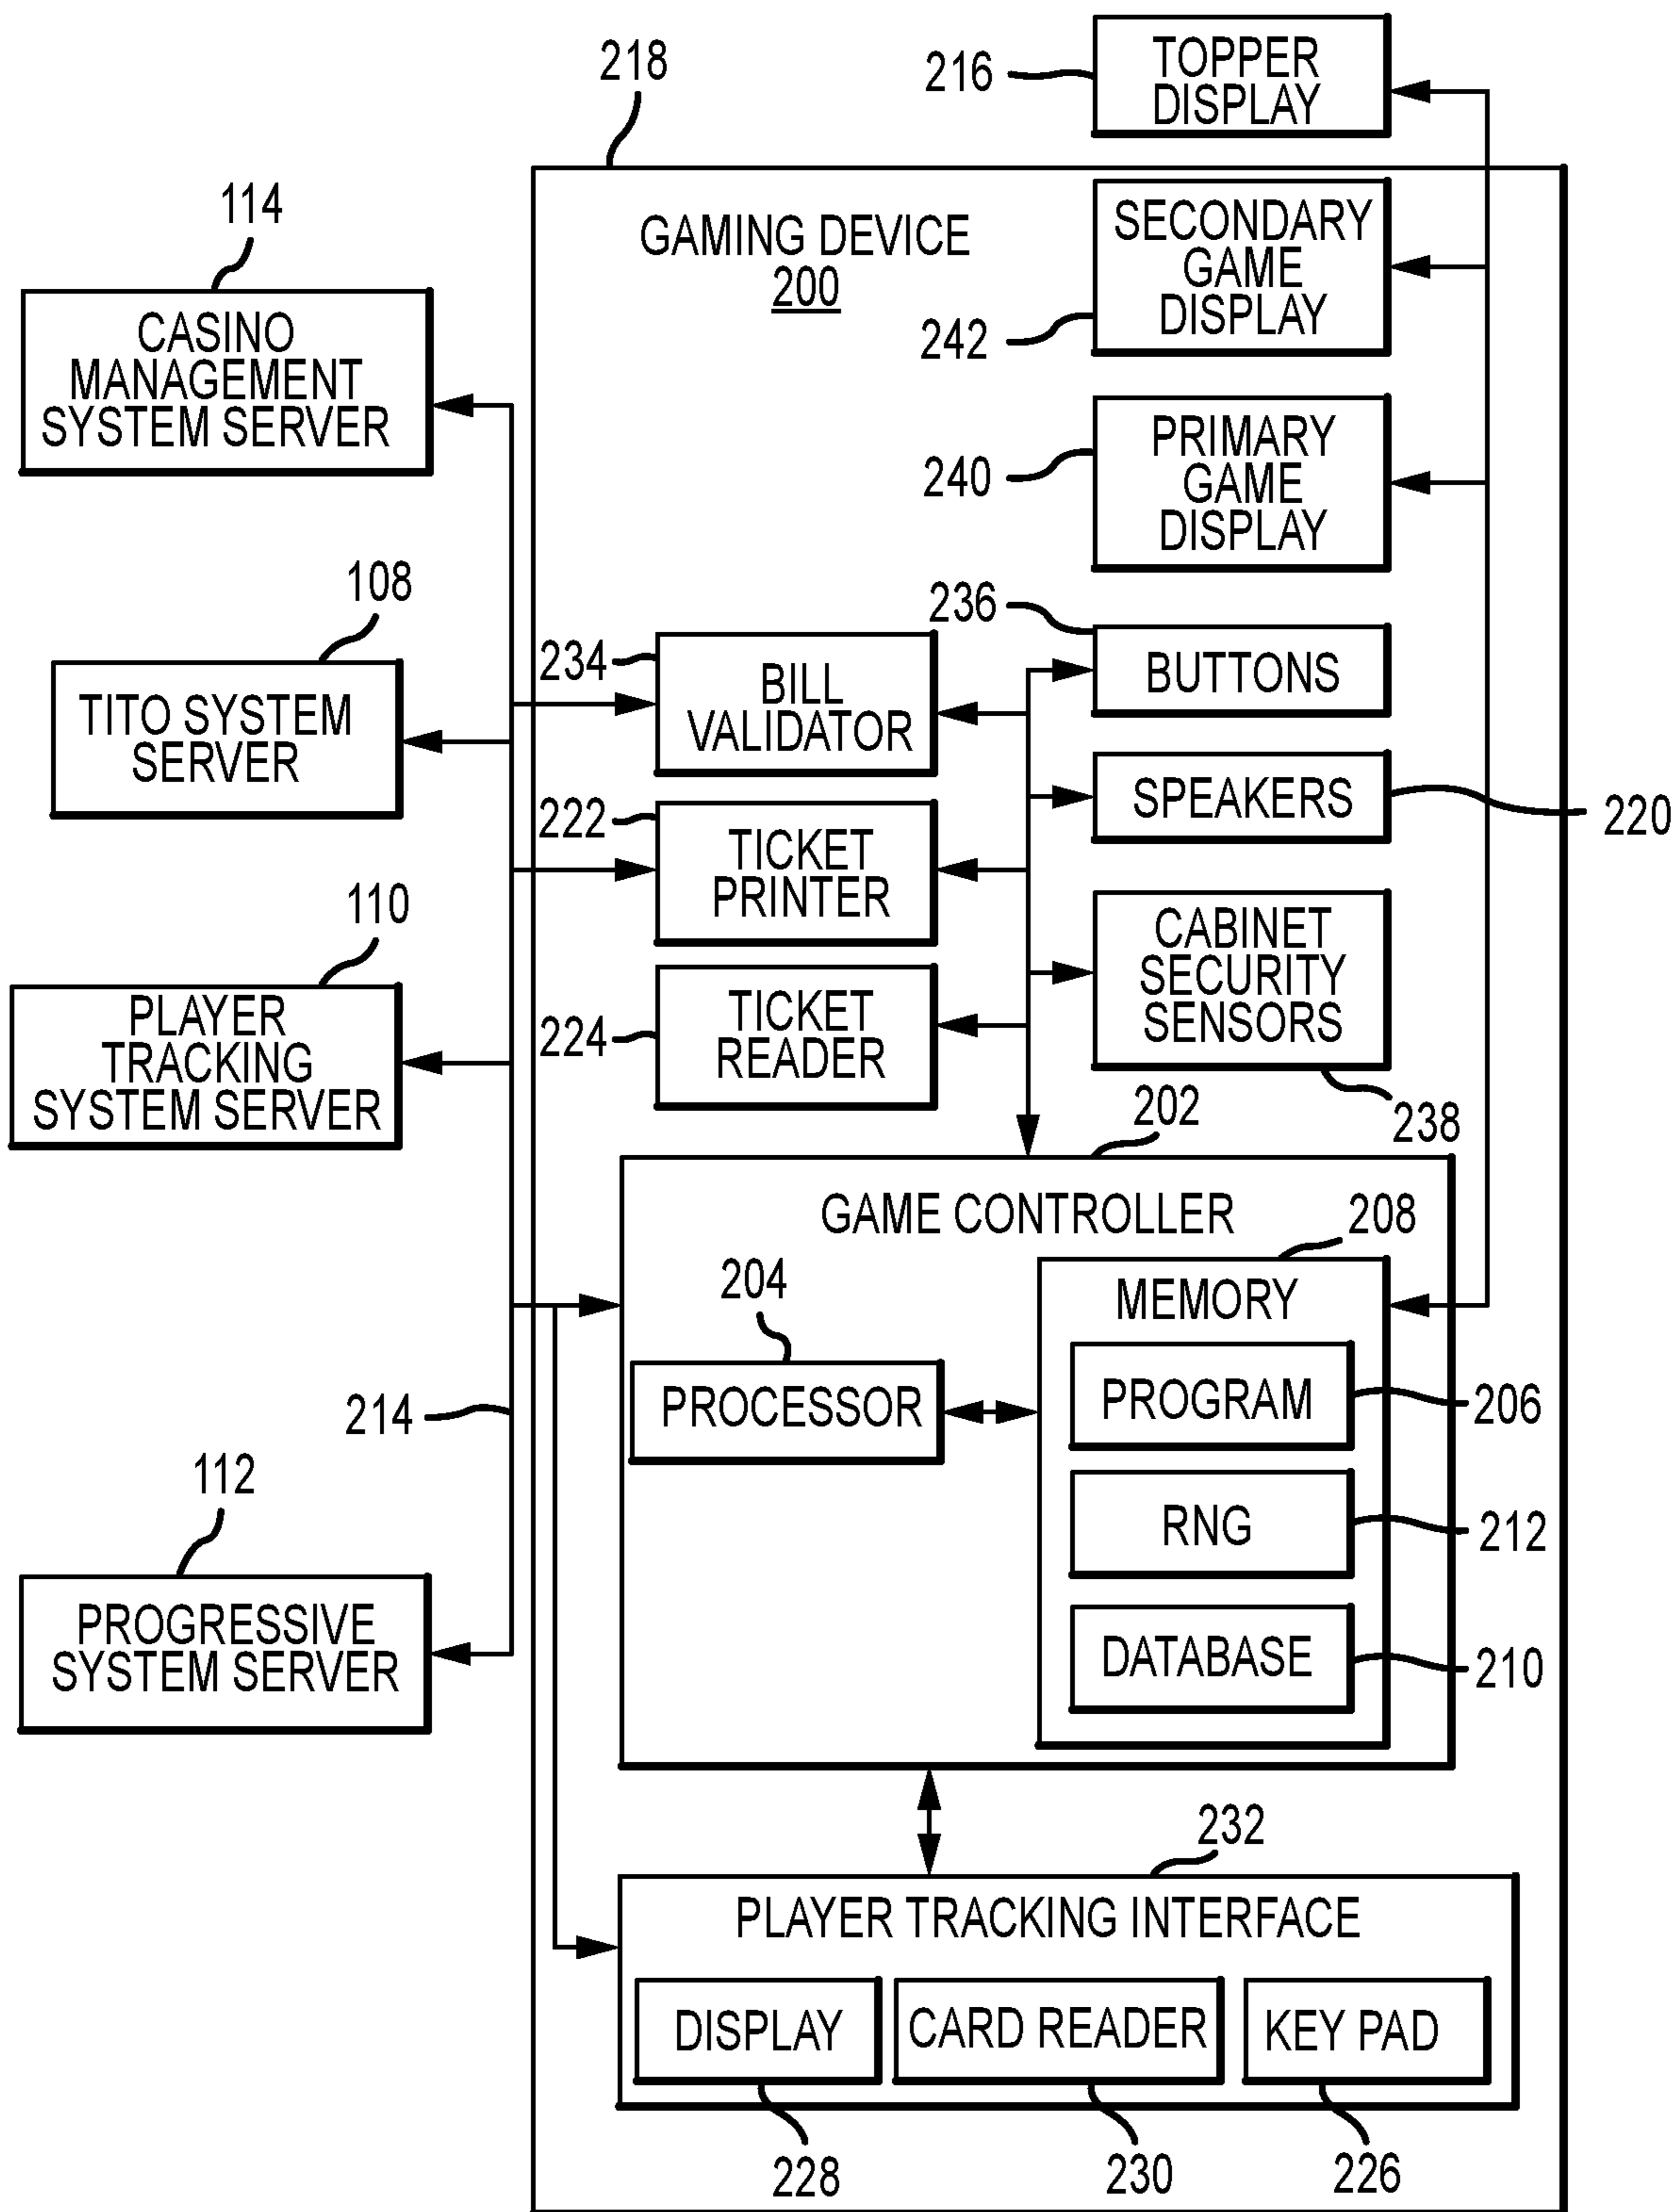 216
TOPPER
DISPLAY
218
GAMING DEVICE
200
SECONDARY
GAME
DISPLAY
242
114
CASINO
MANAGEMENT
SYSTEM SERVER
PRIMARY
GAME
DISPLAY
240
108
TITO SYSTEM
SERVER
234
BILL
VALIDATOR
236
BUTTONS
222
TICKET
PRINTER
SPEAKERS
220
110
PLAYER
TRACKING
SYSTEM SERVER
224
TICKET
READER
CABINET
SECURITY
SENSORS
238
202
GAME CONTROLLER
208
204
PROCESSOR
MEMORY
PROGRAM
206
RNG
212
DATABASE
210
214
112
PROGRESSIVE
SYSTEM SERVER
232
PLAYER TRACKING INTERFACE
DISPLAY
CARD READER
KEY PAD
228
230
226